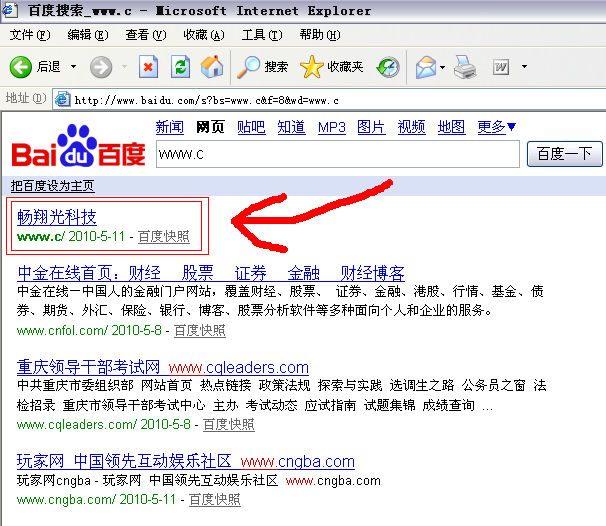 百度搜索_www.c - Microsoft Internet Explorer
文件(F) 编辑(E) 查看(V) 收藏(A) 工具(T) 帮助(H)
后退 搜索 收藏夹 W
地址(D) http://www.baidu.com/s?bs=www.c&f=8&wd=www.c
新闻 网页 贴吧 知道 MP3 图片 视频 地图 更多▼
Bai du 百度 www.c 百度一下
把百度设为主页
畅翔光科技
www.c/ 2010-5-11 - 百度快照
中金在线首页：财经 股票 证券 金融 财经博客
中金在线—中国人的金融门户网站，覆盖财经、股票、 证券、金融、港股、行情、基金、债
券、期货、外汇、保险、银行、博客、股票分析软件等多种面向个人和企业的服务。
www.cnfol.com/ 2010-5-8 - 百度快照
重庆领导干部考试网 www.cqleaders.com
中共重庆市委组织部 网站首页 热点链接 政策法规 探索与实践 选调生之路 公务员之窗 法
检招录 重庆市领导干部考试中心 主办 考试动态 应试指南 试题集锦 成绩查询 ...
www.cqleaders.com/ 2010-5-8 - 百度快照
玩家网 中国领先互动娱乐社区 www.cngba.com
玩家网cngba - 玩家网 中国领先互动娱乐社区 www.cngba.com
www.cngba.com/ 2010-5-11 - 百度快照